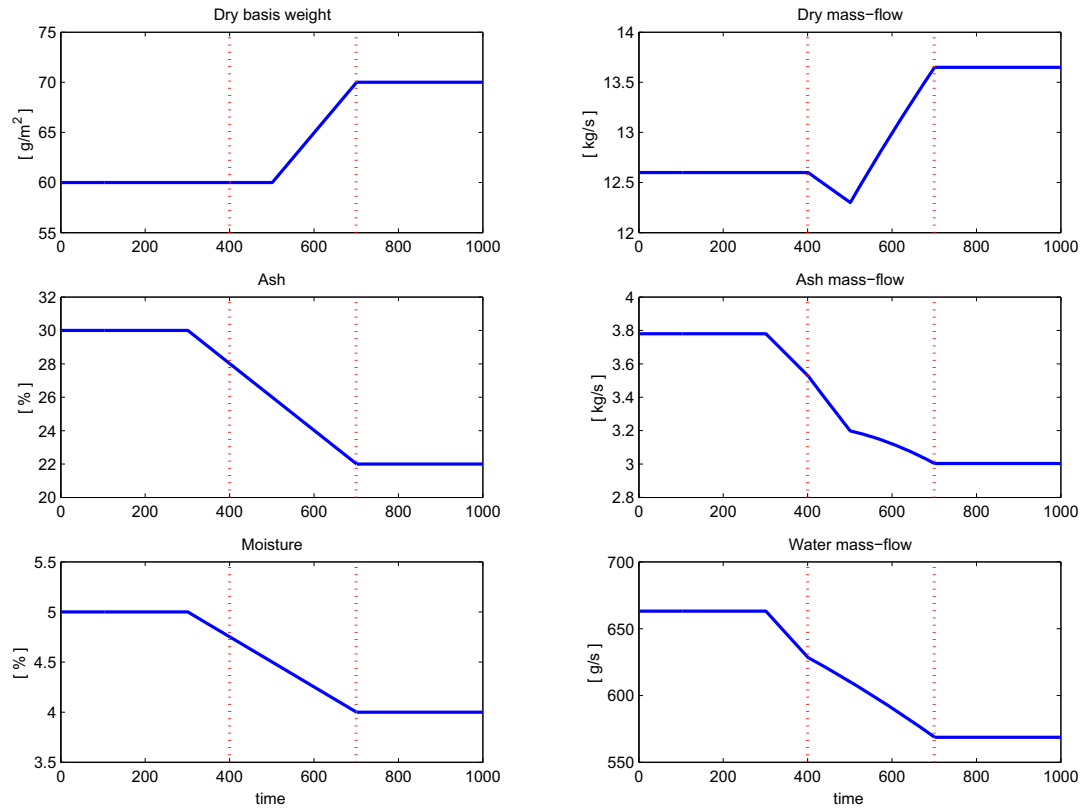 Dry basis weight
75
70
65
60
55
[ g/m² ]
0 200 400 600 800 1000
Dry mass−flow
14
13.5
13
12.5
12
[ kg/s ]
0 200 400 600 800 1000
Ash
32
30
28
26
24
22
20
[ % ]
0 200 400 600 800 1000
Ash mass−flow
4
3.8
3.6
3.4
3.2
3
2.8
[ kg/s ]
0 200 400 600 800 1000
Moisture
5.5
5
4.5
4
3.5
[ % ]
0 200 400 600 800 1000
time
Water mass−flow
700
650
600
550
[ g/s ]
0 200 400 600 800 1000
time